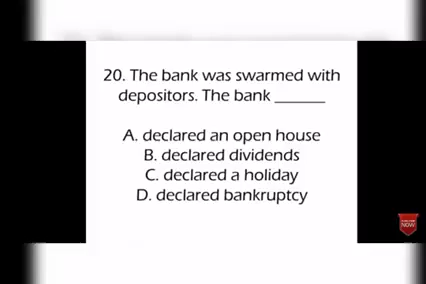 20. The bank was swarmed with
depositors. The bank ______
A. declared an open house
B. declared dividends
C. declared a holiday
D. declared bankruptcy
NOW